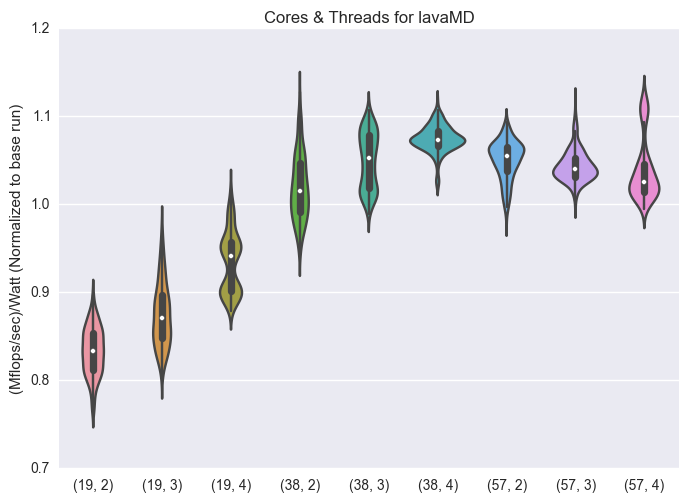 Cores & Threads for lavaMD
(Mflops/sec)/Watt (Normalized to base run)
1.2
1.1
1.0
0.9
0.8
0.7
(19, 2) (19, 3) (19, 4) (38, 2) (38, 3) (38, 4) (57, 2) (57, 3) (57, 4)